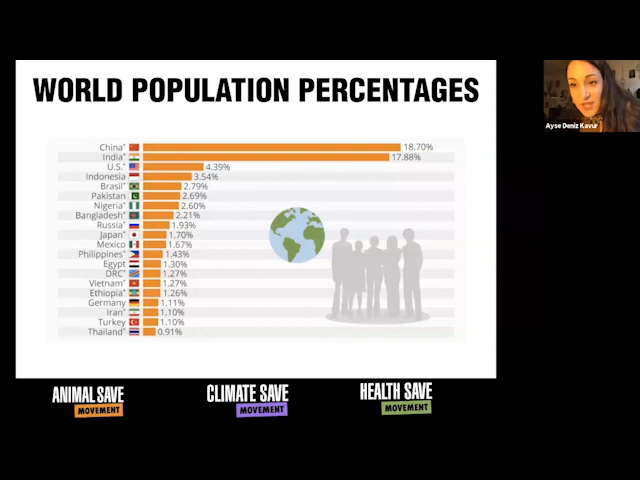 WORLD POPULATION PERCENTAGES
Ayse Deniz Kavur
China* 18.70%
India* 17.88%
U.S.* 4.39%
Indonesia 3.54%
Brasil* 2.79%
Pakistan 2.69%
Nigeria* 2.60%
Bangladesh* 2.21%
Russia* 1.93%
Japan* 1.70%
Mexico 1.67%
Philippines* 1.43%
Egypt 1.30%
DRC* 1.27%
Vietnam* 1.27%
Ethiopia* 1.26%
Germany 1.11%
Iran* 1.10%
Turkey 1.10%
Thailand* 0.91%
ANIMAL SAVE
MOVEMENT
CLIMATE SAVE
MOVEMENT
HEALTH SAVE
MOVEMENT